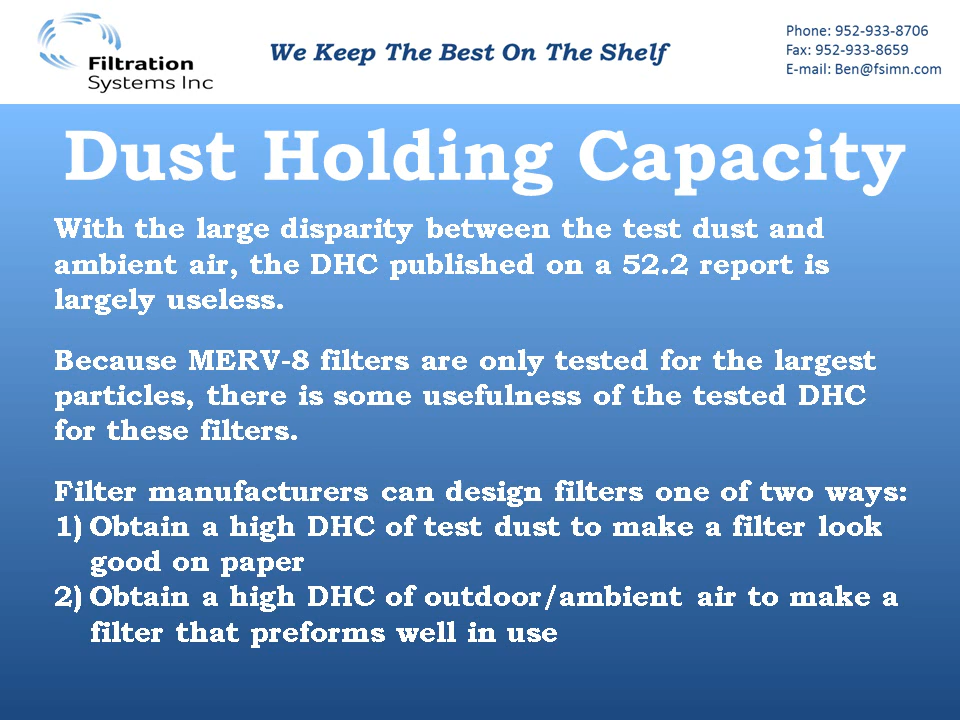 Filtration
Systems Inc
We Keep The Best On The Shelf
Phone: 952-933-8706
Fax: 952-933-8659
E-mail: Ben@fsimn.com
Dust Holding Capacity
With the large disparity between the test dust and
ambient air, the DHC published on a 52.2 report is
largely useless.
Because MERV-8 filters are only tested for the largest
particles, there is some usefulness of the tested DHC
for these filters.
Filter manufacturers can design filters one of two ways:
1) Obtain a high DHC of test dust to make a filter look
good on paper
2) Obtain a high DHC of outdoor/ambient air to make a
filter that preforms well in use